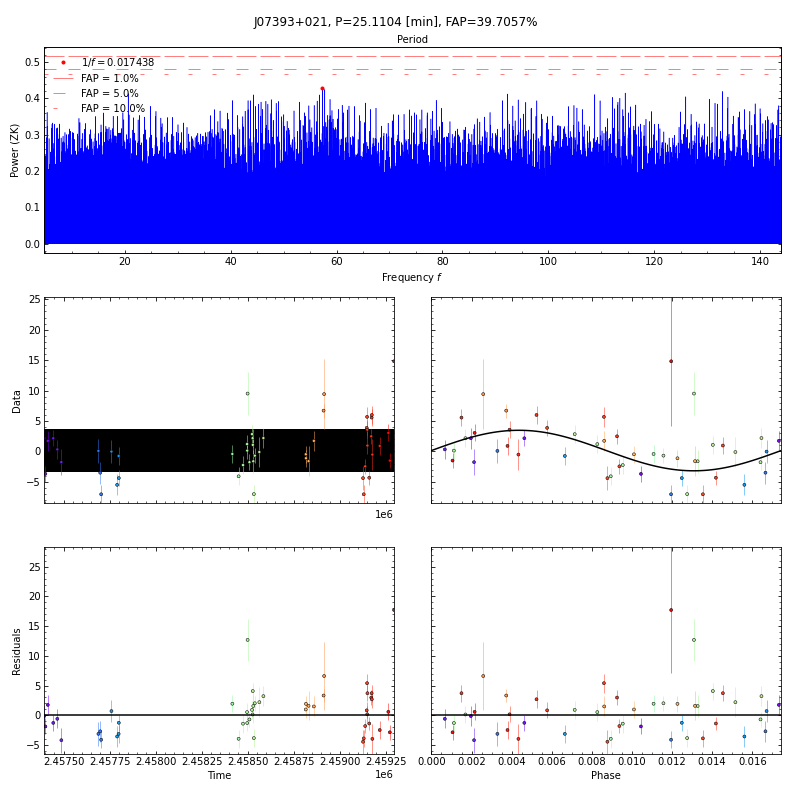 J07393+021, P=25.1104 [min], FAP=39.7057%
Period
Power (ZK)
0.5
0.4
0.3
0.2
0.1
0.0
1/f = 0.017438
FAP = 1.0%
FAP = 5.0%
FAP = 10.0%
20 40 60 80 100 120 140
Frequency f
Data
25
20
15
10
5
0
−5
1e6
Residuals
25
20
15
10
5
0
−5
2.45750 2.45775 2.45800 2.45825 2.45850 2.45875 2.45900 2.45925
1e6
Time
0.000 0.002 0.004 0.006 0.008 0.010 0.012 0.014 0.016
Phase